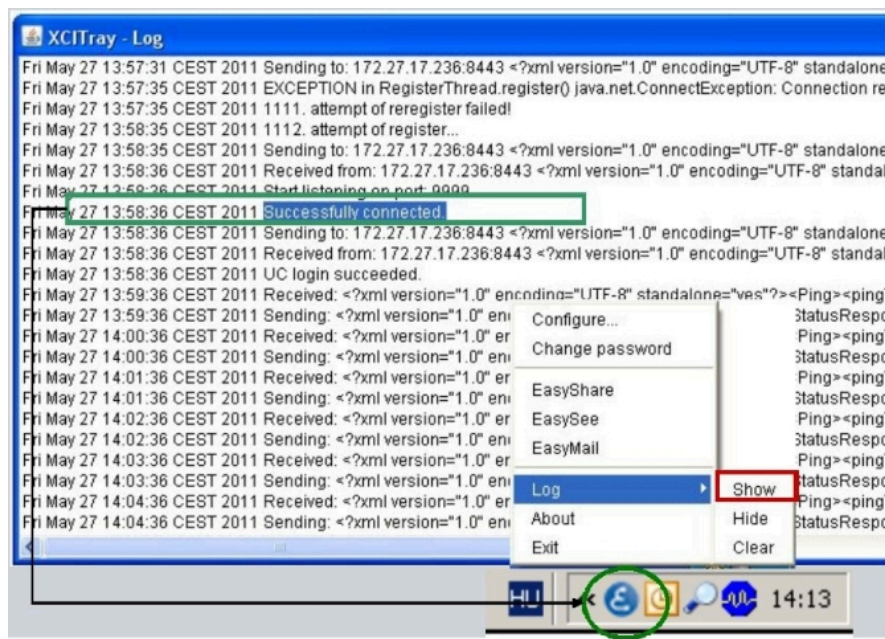 XCITray - Log
Fri May 27 13:57:31 CEST 2011 Sending to: 172.27.17.236:8443 <?xml version="1.0" encoding="UTF-8" standalone
Fri May 27 13:57:35 CEST 2011 EXCEPTION in RegisterThread.register() java.net.ConnectException: Connection re
Fri May 27 13:57:35 CEST 2011 1111. attempt of reregister failed!
Fri May 27 13:58:35 CEST 2011 1112. attempt of register...
Fri May 27 13:58:35 CEST 2011 Sending to: 172.27.17.236:8443 <?xml version="1.0" encoding="UTF-8" standalone
Fri May 27 13:58:36 CEST 2011 Received from: 172.27.17.236:8443 <?xml version="1.0" encoding="UTF-8" standal
Fri May 27 13:58:36 CEST 2011 Start listening on port: 9999
Fri May 27 13:58:36 CEST 2011 Successfully connected.
Fri May 27 13:58:36 CEST 2011 Sending to: 172.27.17.236:8443 <?xml version="1.0" encoding="UTF-8" standalone
Fri May 27 13:58:36 CEST 2011 Received from: 172.27.17.236:8443 <?xml version="1.0" encoding="UTF-8" standal
Fri May 27 13:58:36 CEST 2011 UC login succeeded.
Fri May 27 13:59:36 CEST 2011 Received: <?xml version="1.0" encoding="UTF-8" standalone="yes"?><Ping><ping
Fri May 27 13:59:36 CEST 2011 Sending: <?xml version="1.0" en StatusRespo
Fri May 27 14:00:36 CEST 2011 Received: <?xml version="1.0" er Ping><ping
Fri May 27 14:00:36 CEST 2011 Sending: <?xml version="1.0" en StatusRespo
Fri May 27 14:01:36 CEST 2011 Received: <?xml version="1.0" er Ping><ping
Fri May 27 14:01:36 CEST 2011 Sending: <?xml version="1.0" en StatusRespo
Fri May 27 14:02:36 CEST 2011 Received: <?xml version="1.0" er Ping><ping
Fri May 27 14:02:36 CEST 2011 Sending: <?xml version="1.0" en StatusRespo
Fri May 27 14:03:36 CEST 2011 Received: <?xml version="1.0" er Ping><ping
Fri May 27 14:03:36 CEST 2011 Sending: <?xml version="1.0" en StatusRespo
Fri May 27 14:04:36 CEST 2011 Received: <?xml version="1.0" er Ping><ping
Fri May 27 14:04:36 CEST 2011 Sending: <?xml version="1.0" en StatusRespo
Configure...
Change password
EasyShare
EasySee
EasyMail
Log
About
Exit
Show
Hide
Clear
HU
14:13